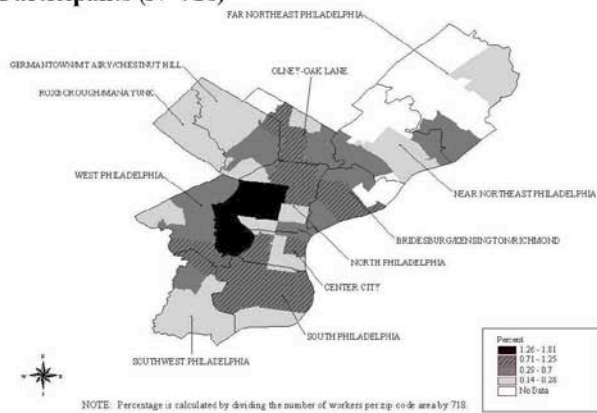 FAR NORTHEAST PHILADELPHIA
GERMANTOWN/MT AIRY/CHESTNUT HILL
OLNEY-OAK LANE
ROXBOROUGH/MANAYUNK
WEST PHILADELPHIA
NEAR NORTHEAST PHILADELPHIA
BRIDESBURG/KENSINGTON/RICHMOND
NORTH PHILADELPHIA
CENTER CITY
SOUTH PHILADELPHIA
SOUTHWEST PHILADELPHIA
Percent
1.26 - 1.81
0.71 - 1.25
0.29 - 0.7
0.14 - 0.28
No Data
NOTE: Percentage is calculated by dividing the number of workers per zip code area by 718